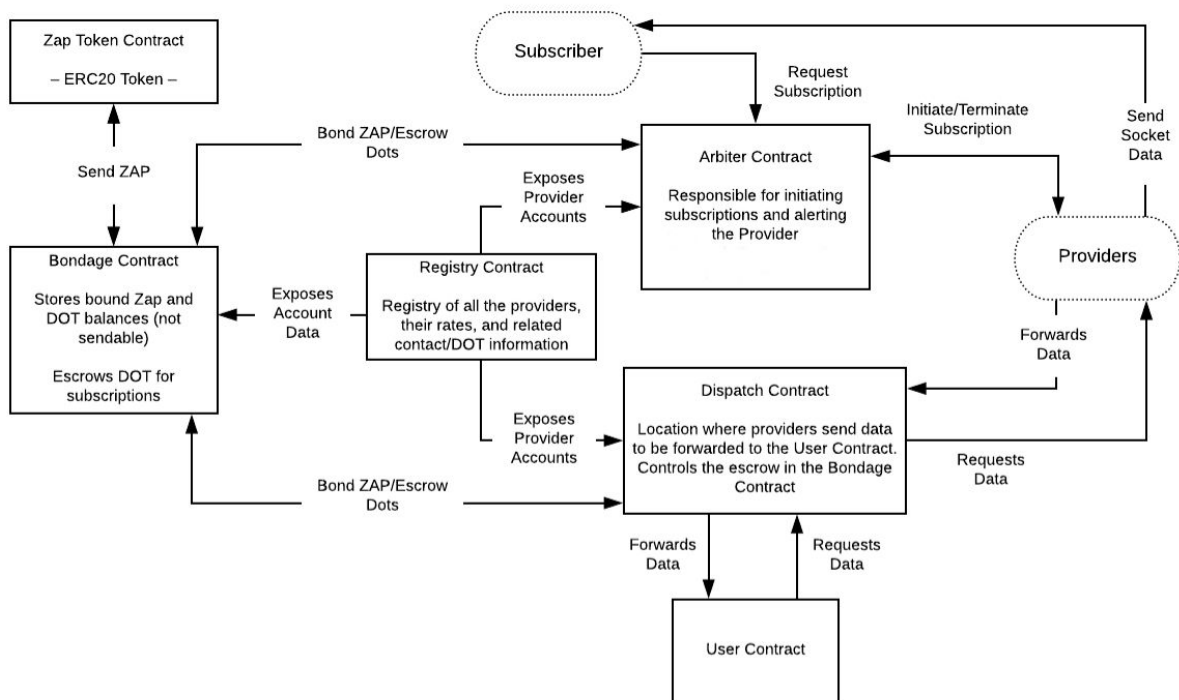 Zap Token Contract
– ERC20 Token –
Subscriber
Request
Subscription
Initiate/Terminate
Subscription
Send
Socket
Data
Send ZAP
Bond ZAP/Escrow
Dots
Arbiter Contract
Responsible for initiating
subscriptions and alerting
the Provider
Exposes
Provider
Accounts
Providers
Bondage Contract
Stores bound Zap and
DOT balances (not
sendable)
Escrows DOT for
subscriptions
Exposes
Account
Data
Registry Contract
Registry of all the providers,
their rates, and related
contact/DOT information
Forwards
Data
Exposes
Provider
Accounts
Dispatch Contract
Location where providers send data
to be forwarded to the User Contract.
Controls the escrow in the Bondage
Contract
Requests
Data
Bond ZAP/Escrow
Dots
Forwards
Data
Requests
Data
User Contract